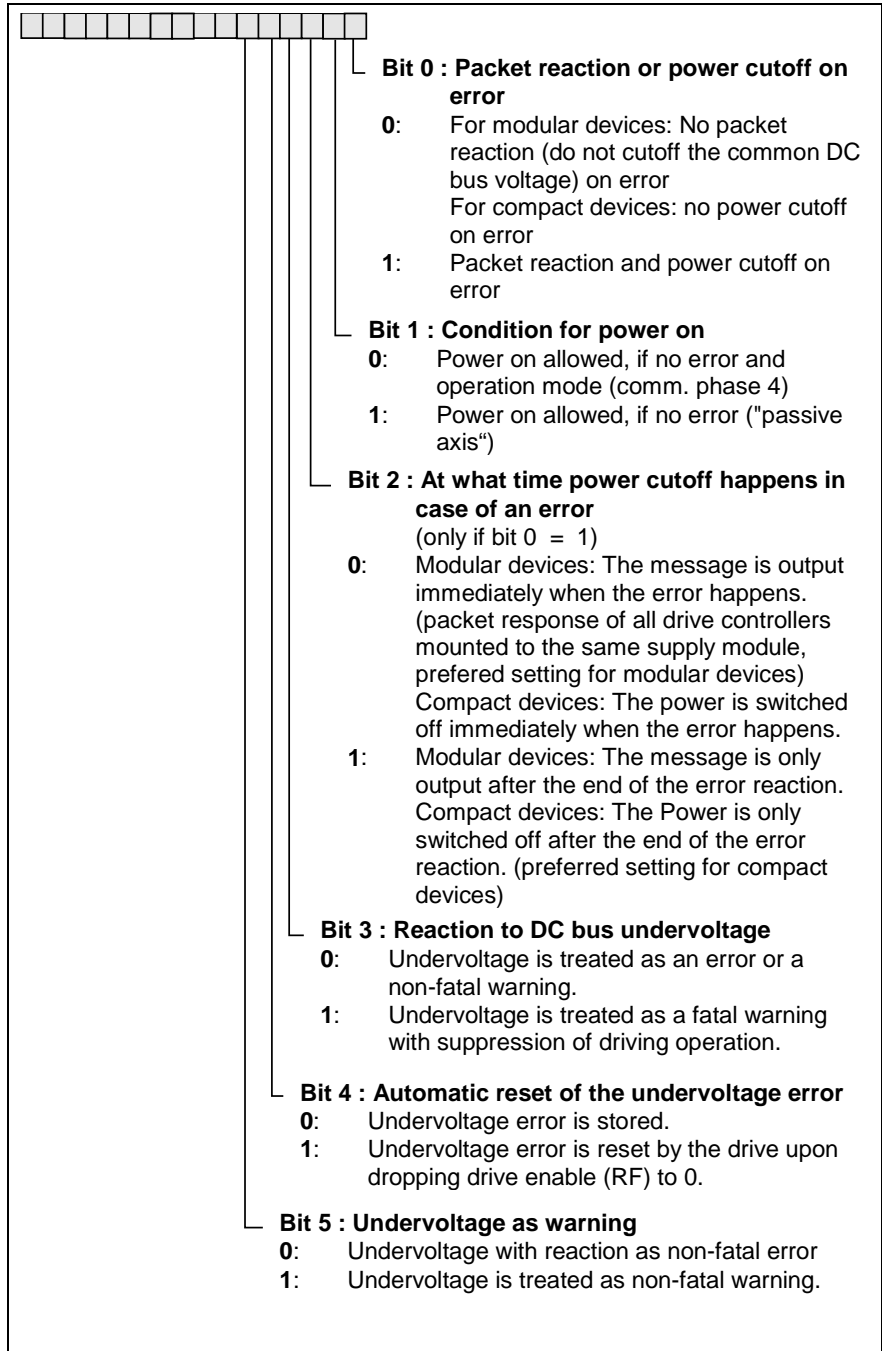 Bit 0 : Packet reaction or power cutoff on
error
0: For modular devices: No packet
reaction (do not cutoff the common DC
bus voltage) on error
For compact devices: no power cutoff
on error
1: Packet reaction and power cutoff on
error
Bit 1 : Condition for power on
0: Power on allowed, if no error and
operation mode (comm. phase 4)
1: Power on allowed, if no error ("passive
axis“)
Bit 2 : At what time power cutoff happens in
case of an error
(only if bit 0 = 1)
0: Modular devices: The message is output
immediately when the error happens.
(packet response of all drive controllers
mounted to the same supply module,
prefered setting for modular devices)
Compact devices: The power is switched
off immediately when the error happens.
1: Modular devices: The message is only
output after the end of the error reaction.
Compact devices: The Power is only
switched off after the end of the error
reaction. (preferred setting for compact
devices)
Bit 3 : Reaction to DC bus undervoltage
0: Undervoltage is treated as an error or a
non-fatal warning.
1: Undervoltage is treated as a fatal warning
with suppression of driving operation.
Bit 4 : Automatic reset of the undervoltage error
0: Undervoltage error is stored.
1: Undervoltage error is reset by the drive upon
dropping drive enable (RF) to 0.
Bit 5 : Undervoltage as warning
0: Undervoltage with reaction as non-fatal error
1: Undervoltage is treated as non-fatal warning.